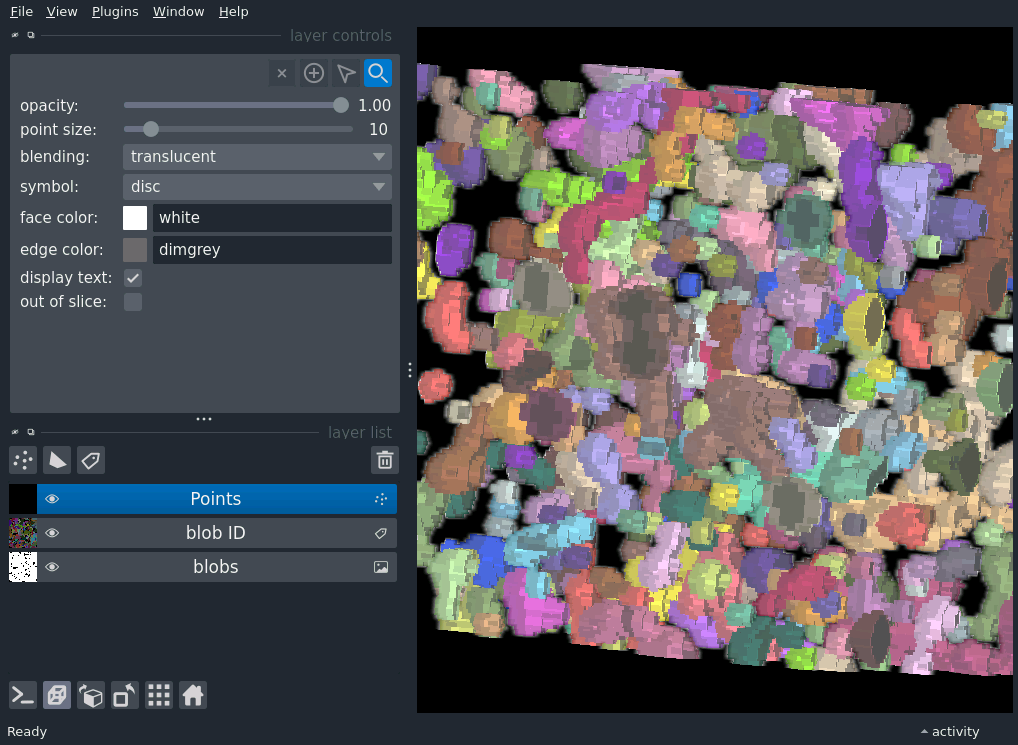 File View Plugins Window Help
layer controls
opacity: 1.00
point size: 10
blending: translucent
symbol: disc
face color: white
edge color: dimgrey
display text:
out of slice:
layer list
Points
blob ID
blobs
Ready
activity